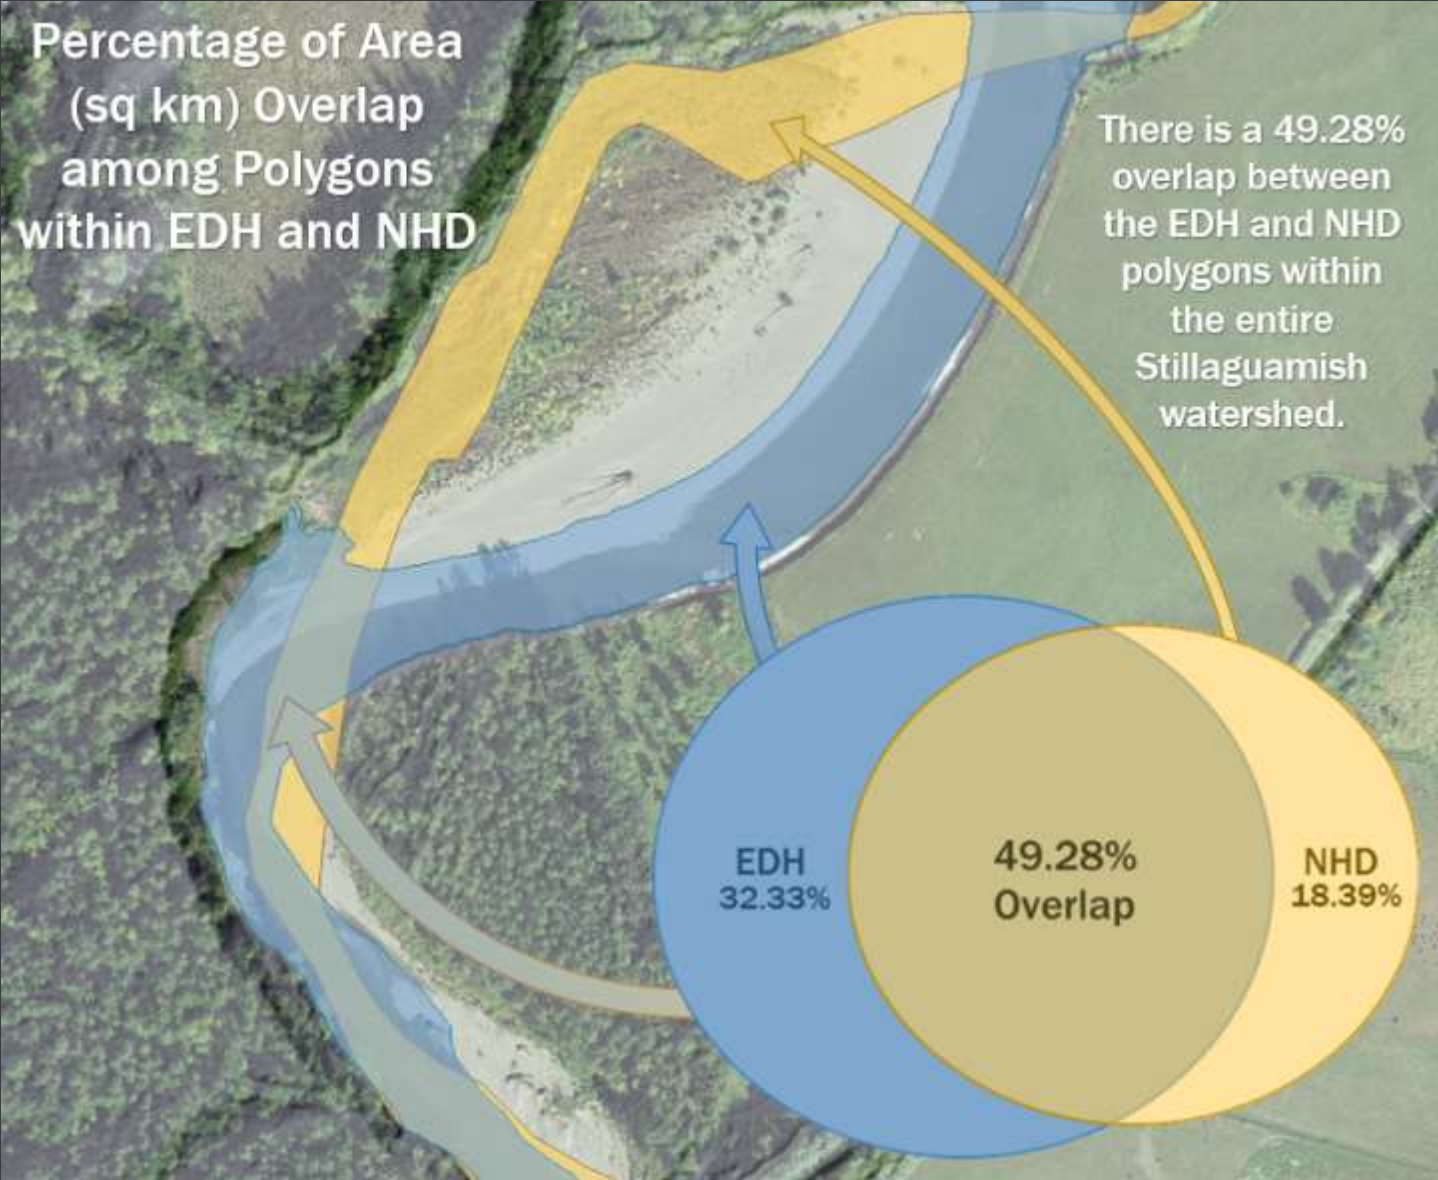 Percentage of Area
(sq km) Overlap
among Polygons
within EDH and NHD
There is a 49.28%
overlap between
the EDH and NHD
polygons within
the entire
Stillaguamish
watershed.
EDH
32.33%
49.28%
Overlap
NHD
18.39%